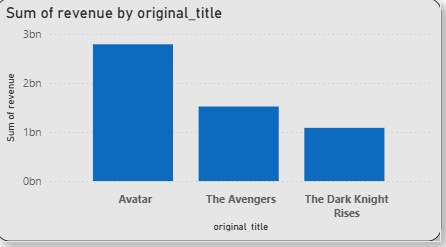 Sum of revenue by original_title
3bn
2bn
1bn
0bn
Sum of revenue
Avatar
The Avengers
The Dark Knight
Rises
original_title